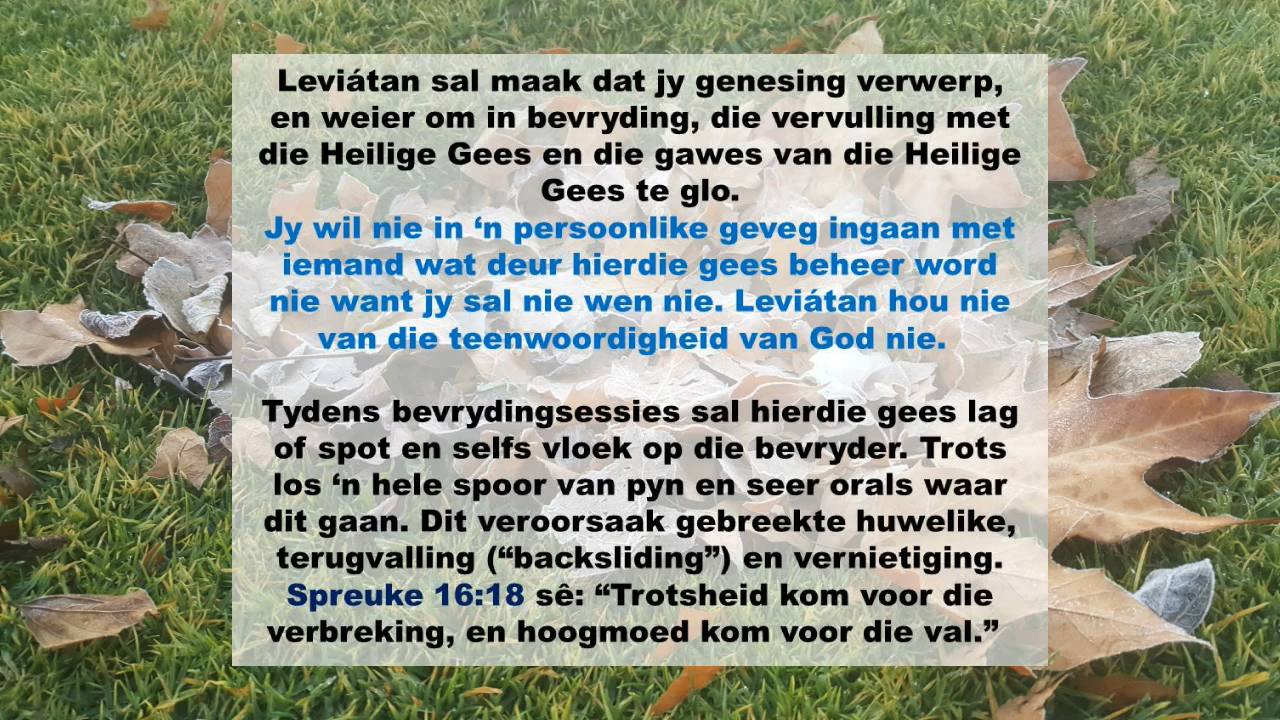 Leviátan sal maak dat jy genesing verwerp,
en weier om in bevryding, die vervulling met
die Heilige Gees en die gawes van die Heilige
Gees te glo.
Jy wil nie in ‘n persoonlike geveg ingaan met
iemand wat deur hierdie gees beheer word
nie want jy sal nie wen nie. Leviátan hou nie
van die teenwoordigheid van God nie.
Tydens bevrydingsessies sal hierdie gees lag
of spot en selfs vloek op die bevryder. Trots
los ‘n hele spoor van pyn en seer orals waar
dit gaan. Dit veroorsaak gebreekte huwelike,
terugvalling (“backsliding”) en vernietiging.
Spreuke 16:18 sê: “Trotsheid kom voor die
verbreking, en hoogmoed kom voor die val.”